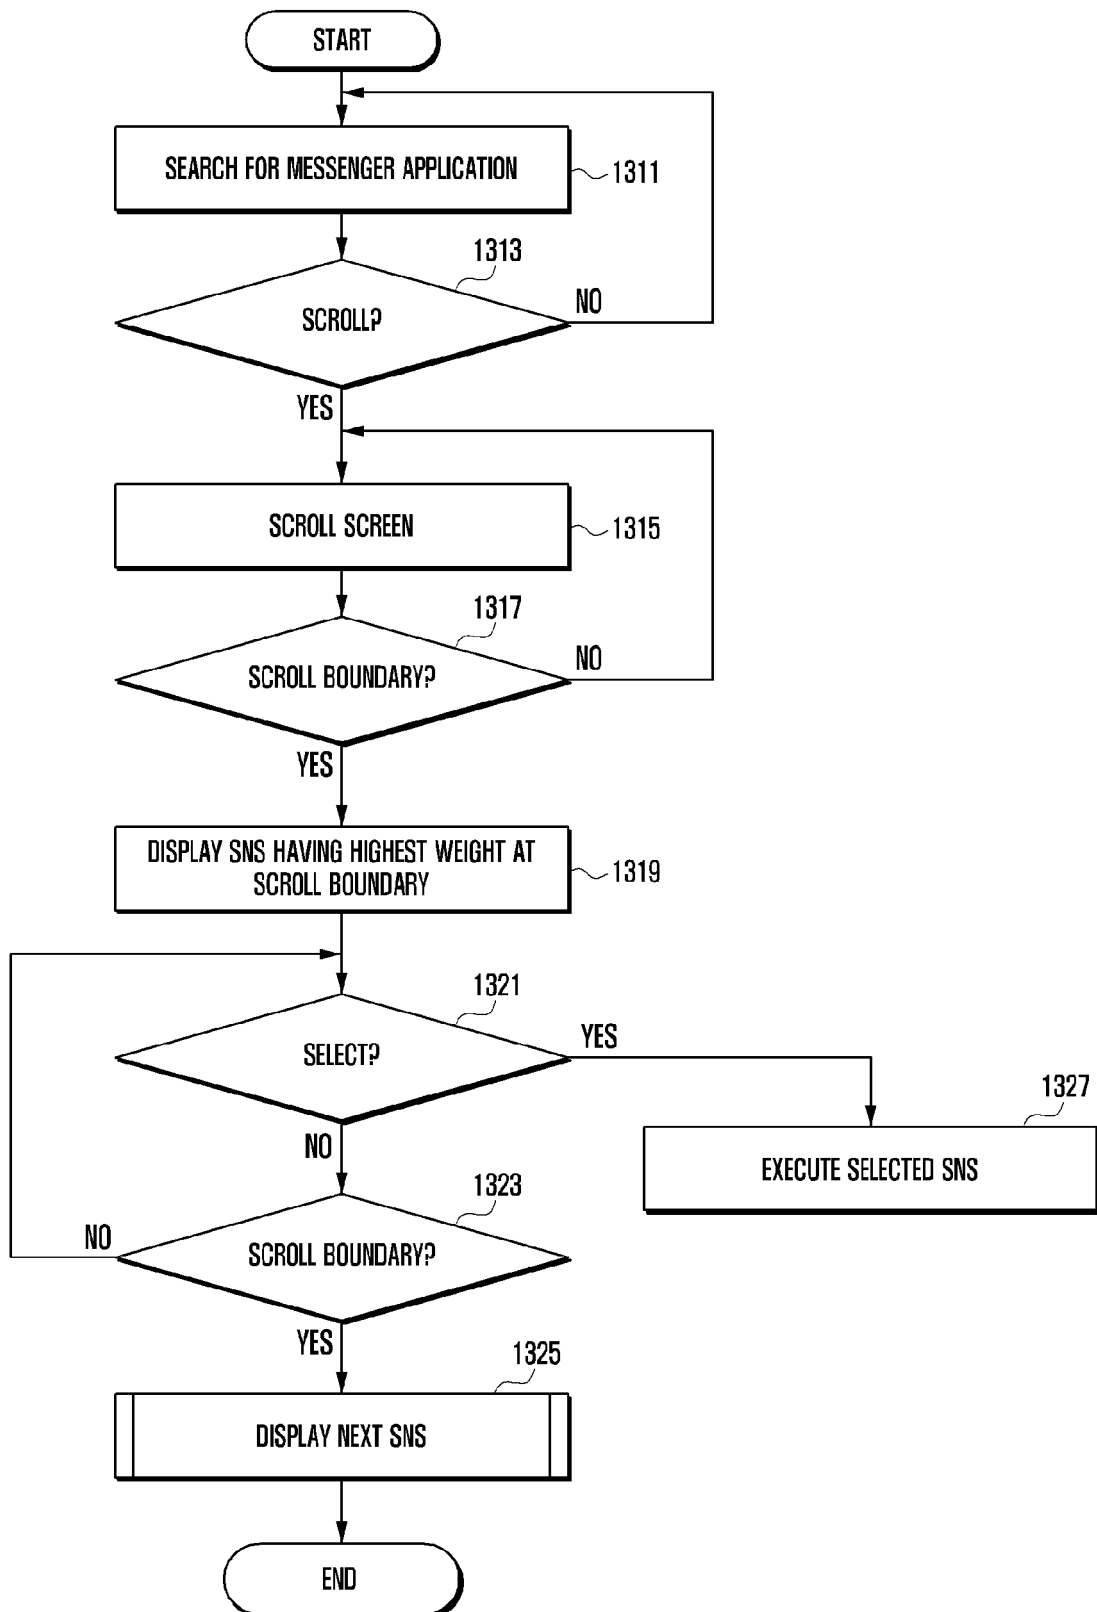 START
SEARCH FOR MESSENGER APPLICATION
1311
1313
SCROLL?
NO
YES
SCROLL SCREEN
1315
1317
SCROLL BOUNDARY?
NO
YES
DISPLAY SNS HAVING HIGHEST WEIGHT AT
SCROLL BOUNDARY
1319
1321
SELECT?
YES
NO
1327
EXECUTE SELECTED SNS
1323
SCROLL BOUNDARY?
NO
YES
1325
DISPLAY NEXT SNS
END